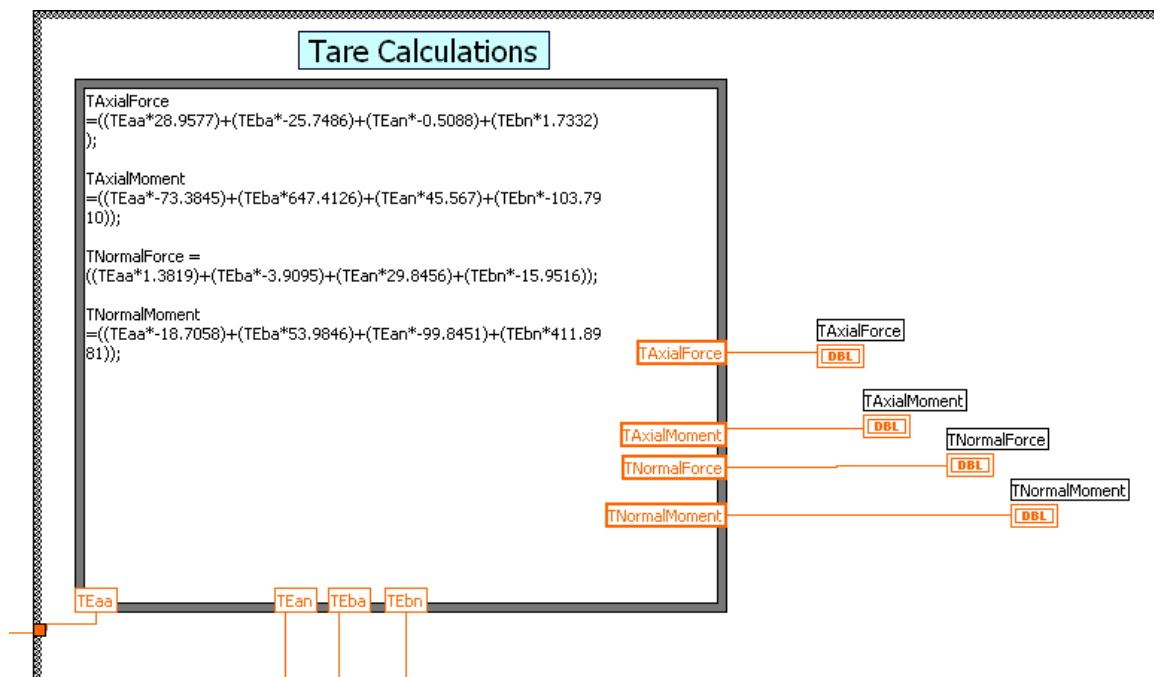 Tare Calculations
TAxialForce
=((TEaa*28.9577)+(TEba*-25.7486)+(TEan*-0.5088)+(TEbn*1.7332)
);
TAxialMoment
=((TEaa*-73.3845)+(TEba*647.4126)+(TEan*45.567)+(TEbn*-103.79
10));
TNormalForce =
((TEaa*1.3819)+(TEba*-3.9095)+(TEan*29.8456)+(TEbn*-15.9516));
TNormalMoment
=((TEaa*-18.7058)+(TEba*53.9846)+(TEan*-99.8451)+(TEbn*411.89
81));
TAxialForce
TAxialForce
DBL
TAxialMoment
TAxialMoment
DBL
TNormalForce
TNormalForce
DBL
TNormalMoment
TNormalMoment
DBL
TEaa
TEan
TEba
TEbn